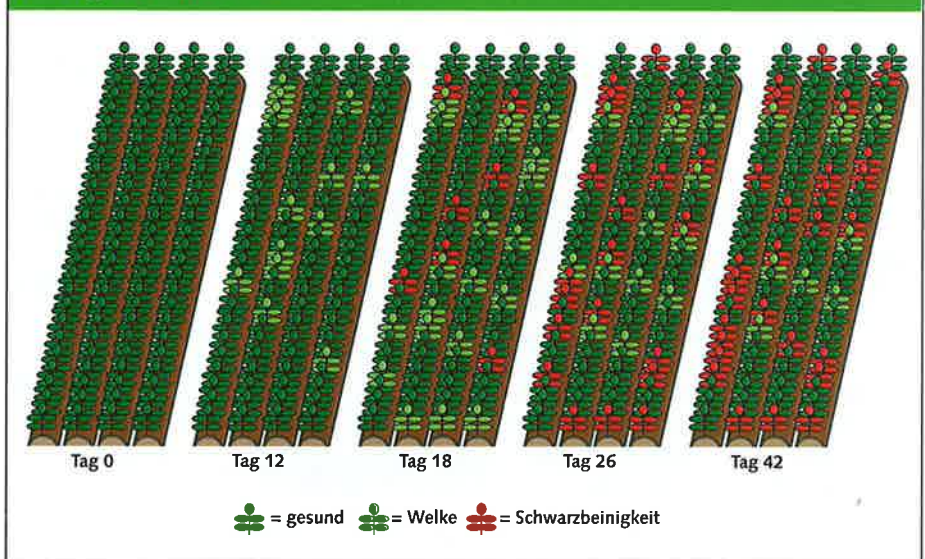 Tag 0 Tag 12 Tag 18 Tag 26 Tag 42
= gesund = Welke = Schwarzbeinigkeit